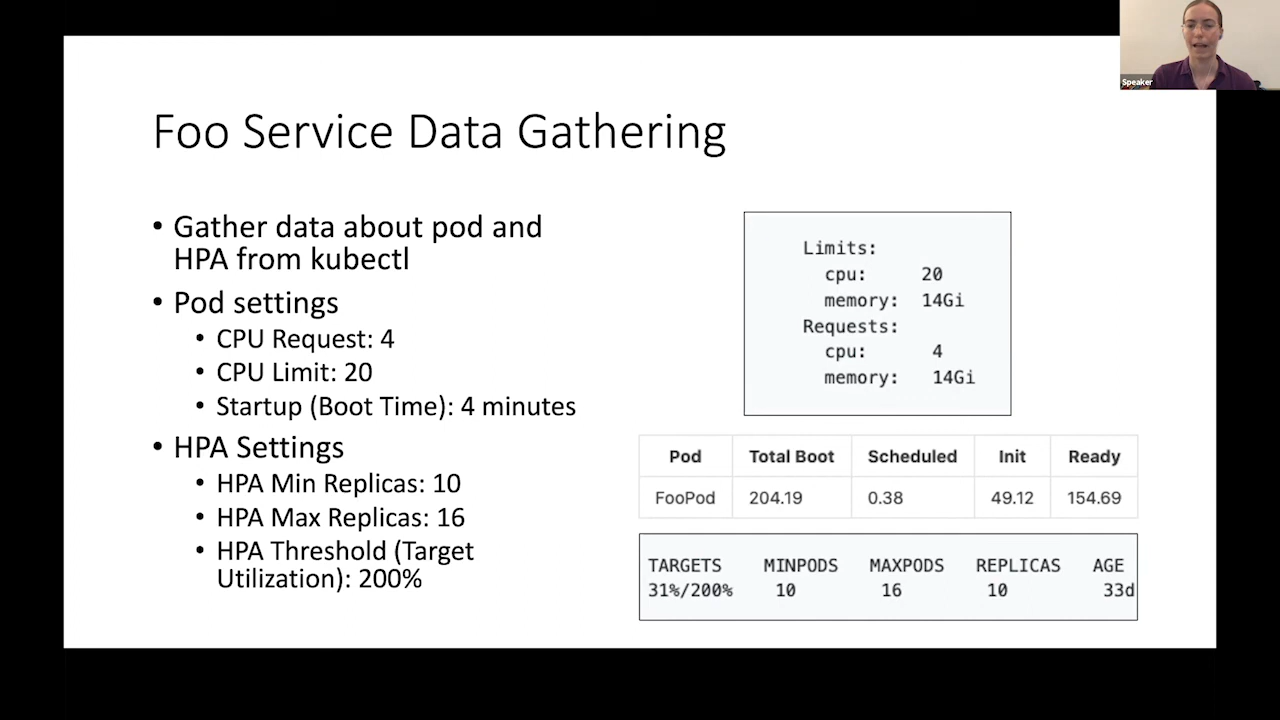 Speaker
Foo Service Data Gathering
• Gather data about pod and
HPA from kubectl
• Pod settings
• CPU Request: 4
• CPU Limit: 20
• Startup (Boot Time): 4 minutes
• HPA Settings
• HPA Min Replicas: 10
• HPA Max Replicas: 16
• HPA Threshold (Target
Utilization): 200%
Limits:
cpu: 20
memory: 14Gi
Requests:
cpu: 4
memory: 14Gi
Pod Total Boot Scheduled Init Ready
FooPod 204.19 0.38 49.12 154.69
TARGETS MINPODS MAXPODS REPLICAS AGE
31%/200% 10 16 10 33d